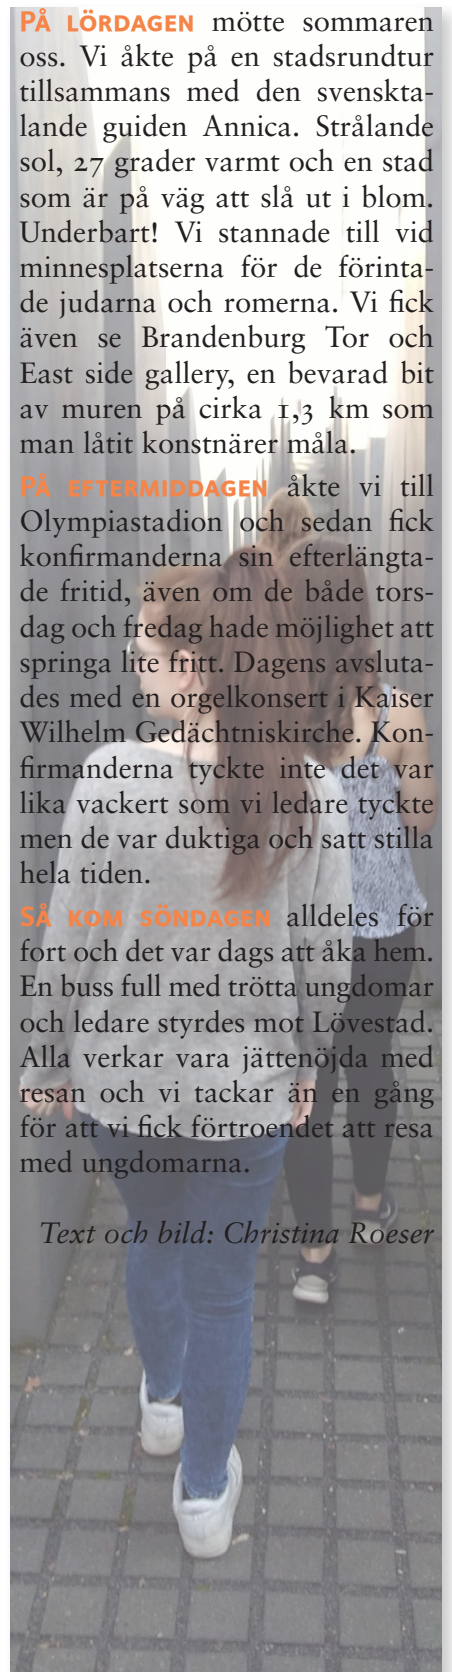 PÅ LÖRDAGEN mötte sommaren
oss. Vi åkte på en stadsrundtur
tillsammans med den svenskta-
lande guiden Annica. Strålande
sol, 27 grader varmt och en stad
som är på väg att slå ut i blom.
Underbart! Vi stannade till vid
minnesplatserna för de förinta-
de judarna och romerna. Vi fick
även se Brandenburg Tor och
East side gallery, en bevarad bit
av muren på cirka 1,3 km som
man låtit konstnärer måla.
PÅ EFTERMIDDAGEN åkte vi till
Olympiastadion och sedan fick
konfirmanderna sin efterlängta-
de fritid, även om de både tors-
dag och fredag hade möjlighet att
springa lite fritt. Dagens avsluta-
des med en orgelkonsert i Kaiser
Wilhelm Gedächtniskirche. Kon-
firmanderna tyckte inte det var
lika vackert som vi ledare tyckte
men de var duktiga och satt stilla
hela tiden.
SÅ KOM SÖNDAGEN alldeles för
fort och det var dags att åka hem.
En buss full med trötta ungdomar
och ledare styrdes mot Lövestad.
Alla verkar vara jättenöjda med
resan och vi tackar än en gång
för att vi fick förtroendet att resa
med ungdomarna.
Text och bild: Christina Roeser